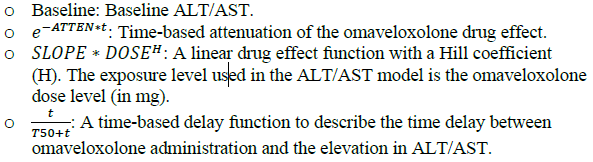 o Baseline: Baseline ALT/AST.
o e^{-ATTEN*t}: Time-based attenuation of the omaveloxolone drug effect.
o SLOPE * DOSE^H: A linear drug effect function with a Hill coefficient
(H). The exposure level used in the ALT/AST model is the omaveloxolone
dose level (in mg).
o t/(T50+t): A time-based delay function to describe the time delay between
omaveloxolone administration and the elevation in ALT/AST.